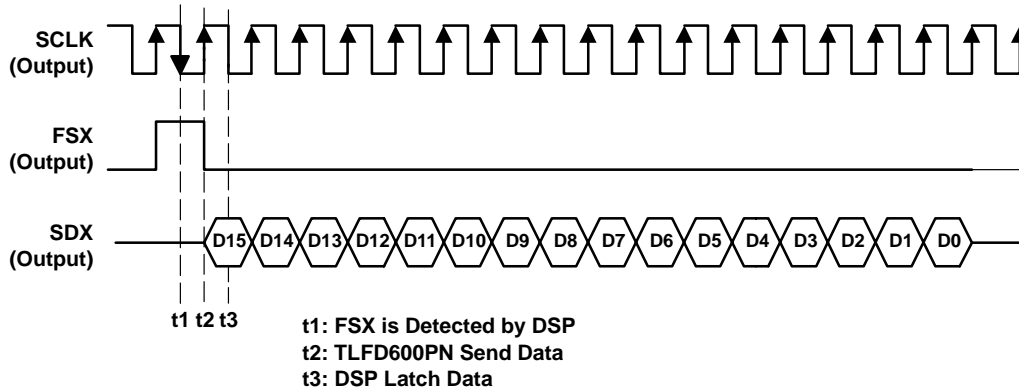 SCLK
(Output)
FSX
(Output)
SDX
(Output)
D15 D14 D13 D12 D11 D10 D9 D8 D7 D6 D5 D4 D3 D2 D1 D0
t1 t2 t3
t1: FSX is Detected by DSP
t2: TLFD600PN Send Data
t3: DSP Latch Data